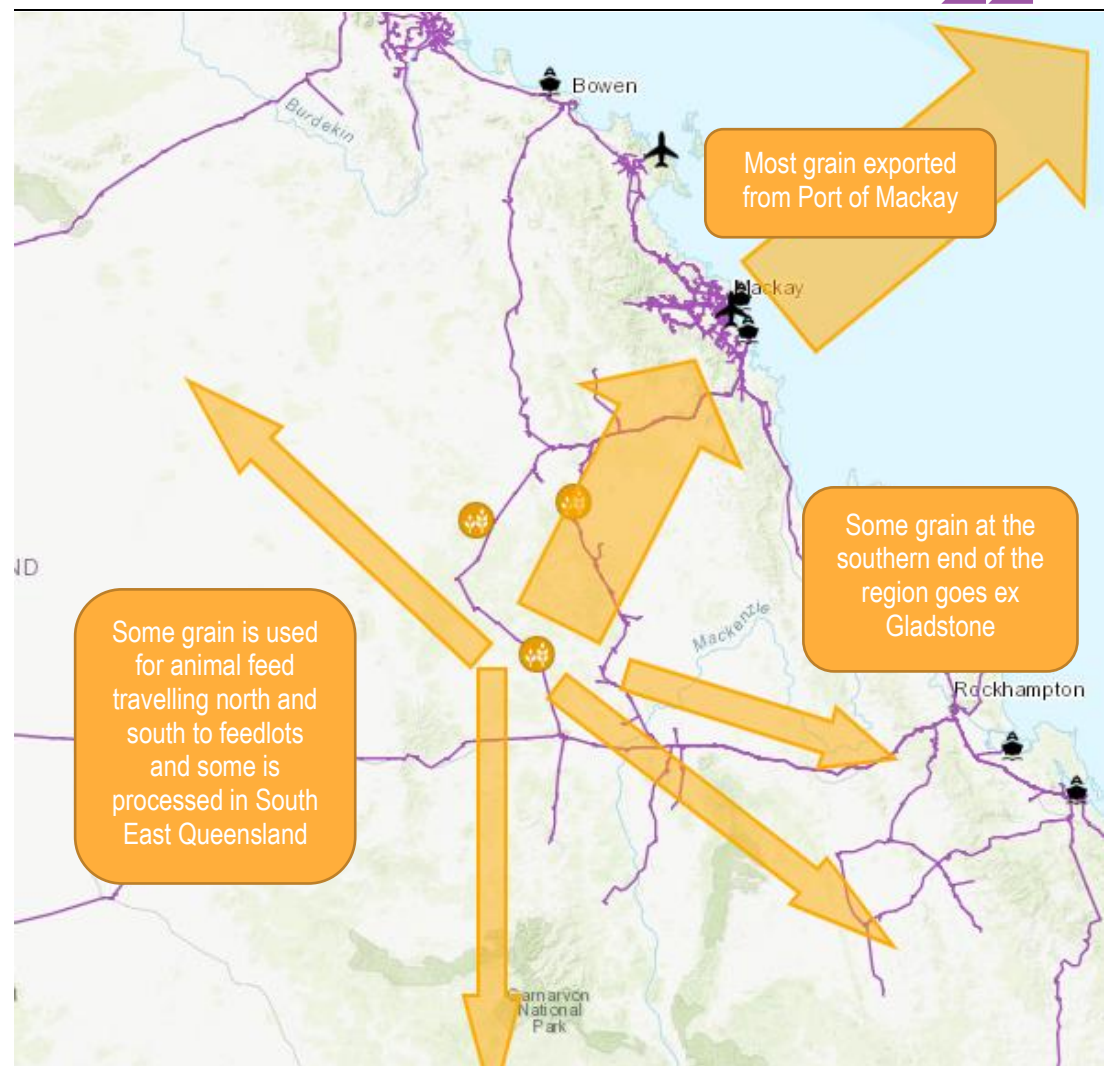 Bowen
Burdekin
Most grain exported
from Port of Mackay
Mackay
Some grain at the
southern end of the
region goes ex
Gladstone
ND
Some grain is used
for animal feed
travelling north and
south to feedlots
and some is
processed in South
East Queensland
Mackenzie
Rockhampton
Carnarvon
National
Park